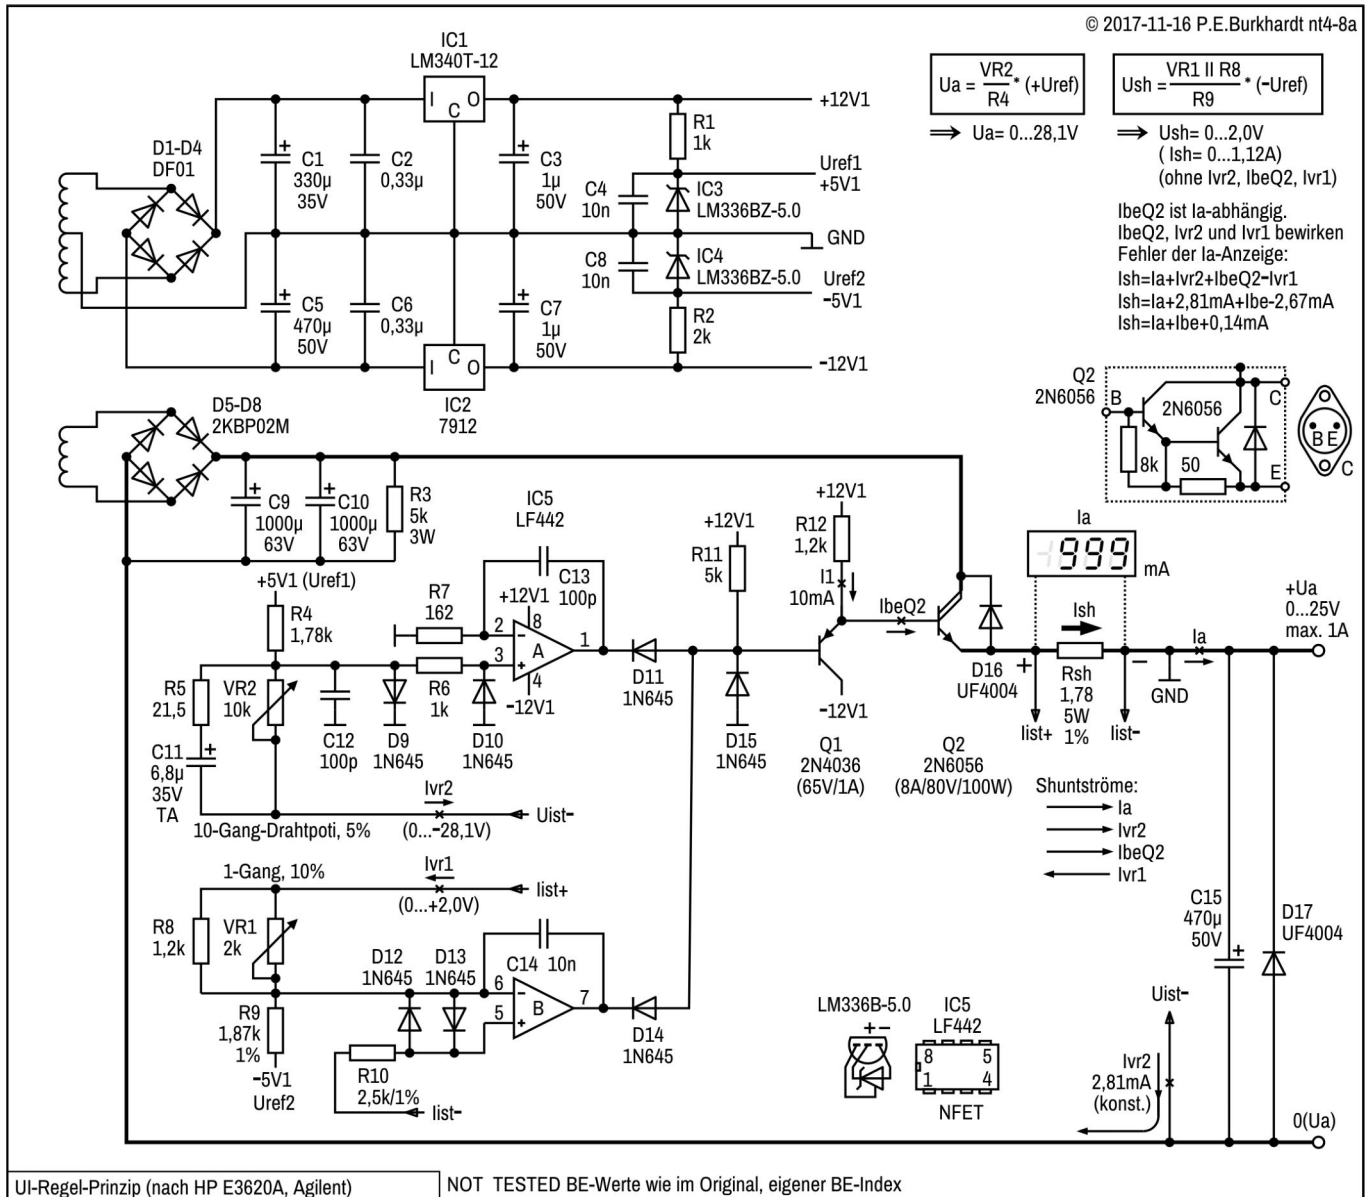 © 2017-11-16 P.E.Burkhardt nt4-8a
IC1
LM340T-12
I
O
C
+12V1
Ua = VR2
R4
* (+Uref)
⇒ Ua= 0...28,1V
Ush = VR1 II R8
R9
* (−Uref)
⇒ Ush= 0...2,0V
( Ish= 0...1,12A)
(ohne Ivr2, IbeQ2, Ivr1)
D1-D4
DF01
+
C1
330µ
35V
C2
0,33µ
+
C3
1µ
50V
R1
1k
Uref1
+5V1
C4
10n
IC3
LM336BZ-5.0
GND
C8
10n
IC4
LM336BZ-5.0
Uref2
−5V1
+
C5
470µ
50V
C6
0,33µ
+
C7
1µ
50V
R2
2k
I
C
O
−12V1
IC2
7912
IbeQ2 ist Ia-abhängig.
IbeQ2, Ivr2 und Ivr1 bewirken
Fehler der Ia-Anzeige:
Ish=Ia+Ivr2+IbeQ2−Ivr1
Ish=Ia+2,81mA+Ibe-2,67mA
Ish=Ia+Ibe+0,14mA
Q2
2N6056
B
2N6056
C
8k
50
E
B E
C
D5-D8
2KBP02M
+
C9
1000µ
63V
+
C10
1000µ
63V
R3
5k
3W
IC5
LF442
C13
100p
+5V1 (Uref1)
R4
1,78k
R7
162
+12V1
8
2
−
A
1
3
+
4
−12V1
R5
21,5
VR2
10k
C12
100p
D9
1N645
R6
1k
D10
1N645
C11
+
6,8µ
35V
TA
10-Gang-Drahtpoti, 5%
Ivr2
(0...−28,1V)
Uist−
D11
1N645
+12V1
R11
5k
D15
1N645
+12V1
R12
1,2k
I1
10mA
−12V1
Q1
2N4036
(65V/1A)
IbeQ2
Q2
2N6056
(8A/80V/100W)
D16
UF4004
Ia
999
mA
Ish
+
−
Rsh
1,78
5W
1%
Iist+
Iist−
Ia
GND
+Ua
0...25V
max. 1A
Shuntströme:
Ia
Ivr2
IbeQ2
Ivr1
1-Gang, 10%
Ivr1
(0...+2,0V)
Iist+
R8
1,2k
VR1
2k
R9
1,87k
1%
−5V1
Uref2
D12
1N645
D13
1N645
C14
10n
6
−
B
7
5
+
R10
2,5k/1%
Iist−
D14
1N645
C15
470µ
50V
+
D17
UF4004
LM336B-5.0
+ −
IC5
LF442
8
5
1
4
NFET
Uist−
Ivr2
2,81mA
(konst.)
0(Ua)
UI-Regel-Prinzip (nach HP E3620A, Agilent)
NOT TESTED BE-Werte wie im Original, eigener BE-Index